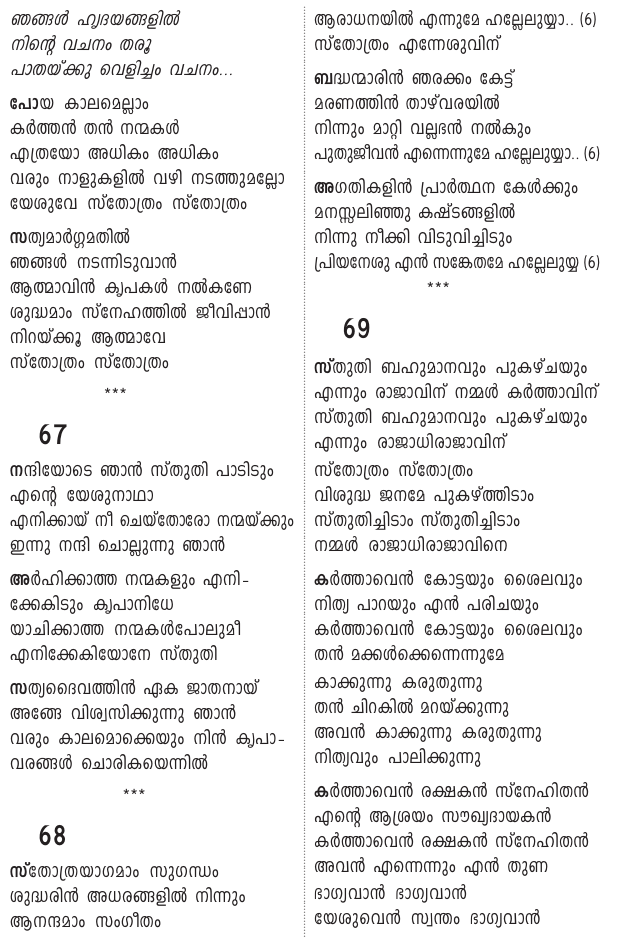 ഞങ്ങൾ ഹൃദയങ്ങളിൽ
നിന്റെ വചനം തരൂ
പാതയ്ക്കു വെളിച്ചം വചനം...
പോയ കാലമെല്ലാം
കർത്തൻ തൻ നന്മകൾ
എത്രയോ അധികം അധികം
വരും നാളുകളിൽ വഴി നടത്തുമല്ലോ
യേശുവേ സ്തോത്രം സ്തോത്രം
സത്യമാർഗ്ഗമതിൽ
ഞങ്ങൾ നടന്നിടുവാൻ
ആത്മാവിൻ കൃപകൾ നൽകണേ
ശുദ്ധമാം സ്നേഹത്തിൽ ജീവിപ്പാൻ
നിറയ്ക്കൂ ആത്മാവേ
സ്തോത്രം സ്തോത്രം
***
67
നന്ദിയോടെ ഞാൻ സ്തുതി പാടിടും
എന്റെ യേശുനാഥാ
എനിക്കായ് നീ ചെയ്തോരോ നന്മയ്ക്കും
ഇന്നു നന്ദി ചൊല്ലുന്നു ഞാൻ
അർഹിക്കാത്ത നന്മകളും എനി-
ക്കേകിടും കൃപാനിധേ
യാചിക്കാത്ത നന്മകൾപോലുമീ
എനിക്കേകിയോനേ സ്തുതി
സത്യദൈവത്തിൻ ഏക ജാതനായ്
അങ്ങേ വിശ്വസിക്കുന്നു ഞാൻ
വരും കാലമൊക്കെയും നിൻ കൃപാ-
വരങ്ങൾ ചൊരികയെന്നിൽ
***
68
സ്തോത്രയാഗമാം സുഗന്ധം
ശുദ്ധരിൻ അധരങ്ങളിൽ നിന്നും
ആനന്ദമാം സംഗീതം
ആരാധനയിൽ എന്നുമേ ഹല്ലേലുയ്യാ.. (6)
സ്തോത്രം എന്നേശുവിന്
ബദ്ധന്മാരിൻ ഞരക്കം കേട്ട്
മരണത്തിൻ താഴ്വരയിൽ
നിന്നും മാറ്റി വല്ലഭൻ നൽകും
പുതുജീവൻ എന്നെന്നുമേ ഹല്ലേലുയ്യാ.. (6)
അഗതികളിൻ പ്രാർത്ഥന കേൾക്കും
മനസ്സലിഞ്ഞു കഷ്ടങ്ങളിൽ
നിന്നു നീക്കി വിടുവിച്ചിടും
പ്രിയനേശു എൻ സങ്കേതമേ ഹല്ലേലുയ്യ (6)
***
69
സ്തുതി ബഹുമാനവും പുകഴ്ചയും
എന്നും രാജാവിന് നമ്മൾ കർത്താവിന്
സ്തുതി ബഹുമാനവും പുകഴ്ചയും
എന്നും രാജാധിരാജാവിന്
സ്തോത്രം സ്തോത്രം
വിശുദ്ധ ജനമേ പുകഴ്ത്തിടാം
സ്തുതിച്ചിടാം സ്തുതിച്ചിടാം
നമ്മൾ രാജാധിരാജാവിനെ
കർത്താവെൻ കോട്ടയും ശൈലവും
നിത്യ പാറയും എൻ പരിചയും
കർത്താവെൻ കോട്ടയും ശൈലവും
തൻ മക്കൾക്കെന്നെന്നുമേ
കാക്കുന്നു കരുതുന്നു
തൻ ചിറകിൽ മറയ്ക്കുന്നു
അവൻ കാക്കുന്നു കരുതുന്നു
നിത്യവും പാലിക്കുന്നു
കർത്താവെൻ രക്ഷകൻ സ്നേഹിതൻ
എന്റെ ആശ്രയം സൗഖ്യദായകൻ
കർത്താവെൻ രക്ഷകൻ സ്നേഹിതൻ
അവൻ എന്നെന്നും എൻ തുണ
ഭാഗ്യവാൻ ഭാഗ്യവാൻ
യേശുവെൻ സ്വന്തം ഭാഗ്യവാൻ